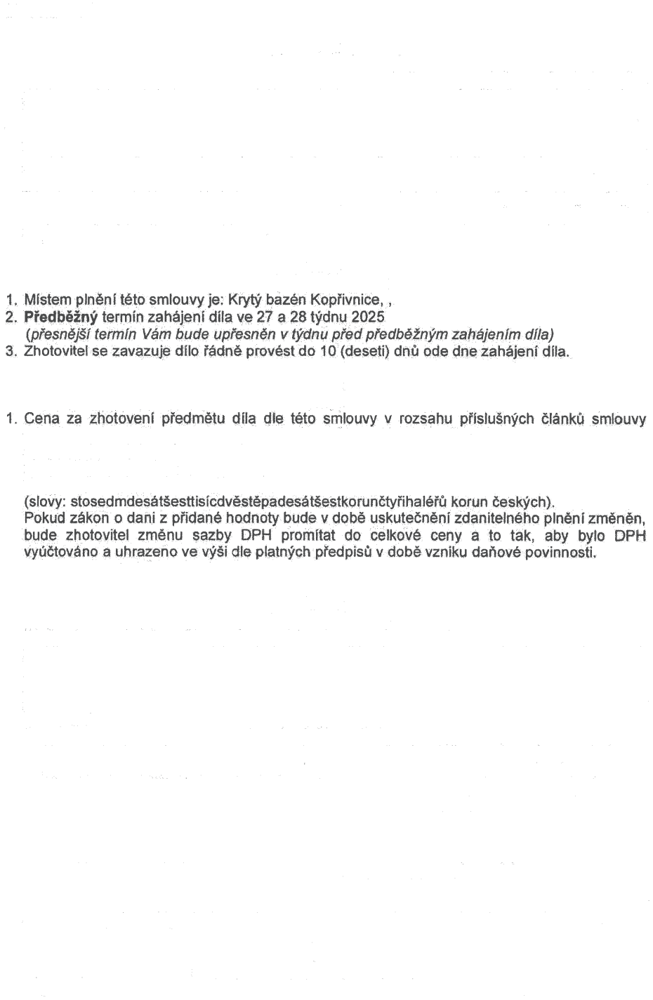 1. Místem plnění této smlouvy je: Krytý bazén Kopřivnice, ,
2. Předběžný termín zahájení díla ve 27 a 28 týdnu 2025
(přesnější termín Vám bude upřesněn v týdnu před předběžným zahájením díla)
3. Zhotovitel se zavazuje dílo řádně provést do 10 (deseti) dnů ode dne zahájení díla.
1. Cena za zhotovení předmětu díla dle této smlouvy v rozsahu příslušných článků smlouvy
(slovy: stosedmdesátšesttisícdvěstěpadesátšestkorunčtyřihaléřů korun českých).
Pokud zákon o dani z přidané hodnoty bude v době uskutečnění zdanitelného plnění změněn,
bude zhotovitel změnu sazby DPH promítat do celkové ceny a to tak, aby bylo DPH
vyúčtováno a uhrazeno ve výši dle platných předpisů v době vzniku daňové povinnosti.